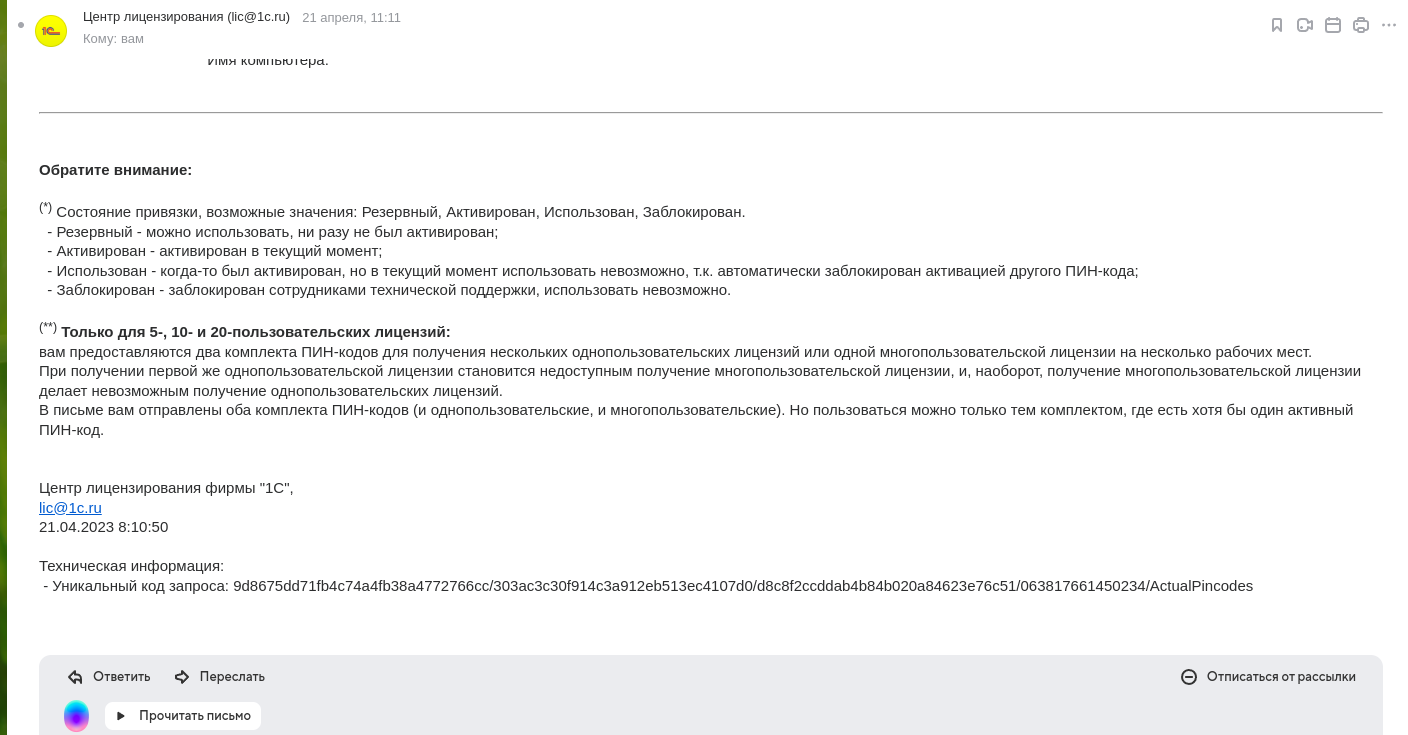 Центр лицензирования (lic@1c.ru) 21 апреля, 11:11
Кому: вам
Имя компьютера:
Обратите внимание:
(*) Состояние привязки, возможные значения: Резервный, Активирован, Использован, Заблокирован.
- Резервный - можно использовать, ни разу не был активирован;
- Активирован - активирован в текущий момент;
- Использован - когда-то был активирован, но в текущий момент использовать невозможно, т.к. автоматически заблокирован активацией другого ПИН-кода;
- Заблокирован - заблокирован сотрудниками технической поддержки, использовать невозможно.
(**) Только для 5-, 10- и 20-пользовательских лицензий:
вам предоставляются два комплекта ПИН-кодов для получения нескольких однопользовательских лицензий или одной многопользовательской лицензии на несколько рабочих мест.
При получении первой же однопользовательской лицензии становится недоступным получение многопользовательской лицензии, и, наоборот, получение многопользовательской лицензии
делает невозможным получение однопользовательских лицензий.
В письме вам отправлены оба комплекта ПИН-кодов (и однопользовательские, и многопользовательские). Но пользоваться можно только тем комплектом, где есть хотя бы один активный
ПИН-код.
Центр лицензирования фирмы "1С",
lic@1c.ru
21.04.2023 8:10:50
Техническая информация:
- Уникальный код запроса: 9d8675dd71fb4c74a4fb38a4772766cc/303ac3c30f914c3a912eb513ec4107d0/d8c8f2ccddab4b84b020a84623e76c51/063817661450234/ActualPincodes
Ответить Переслать Отписаться от рассылки
Прочитать письмо